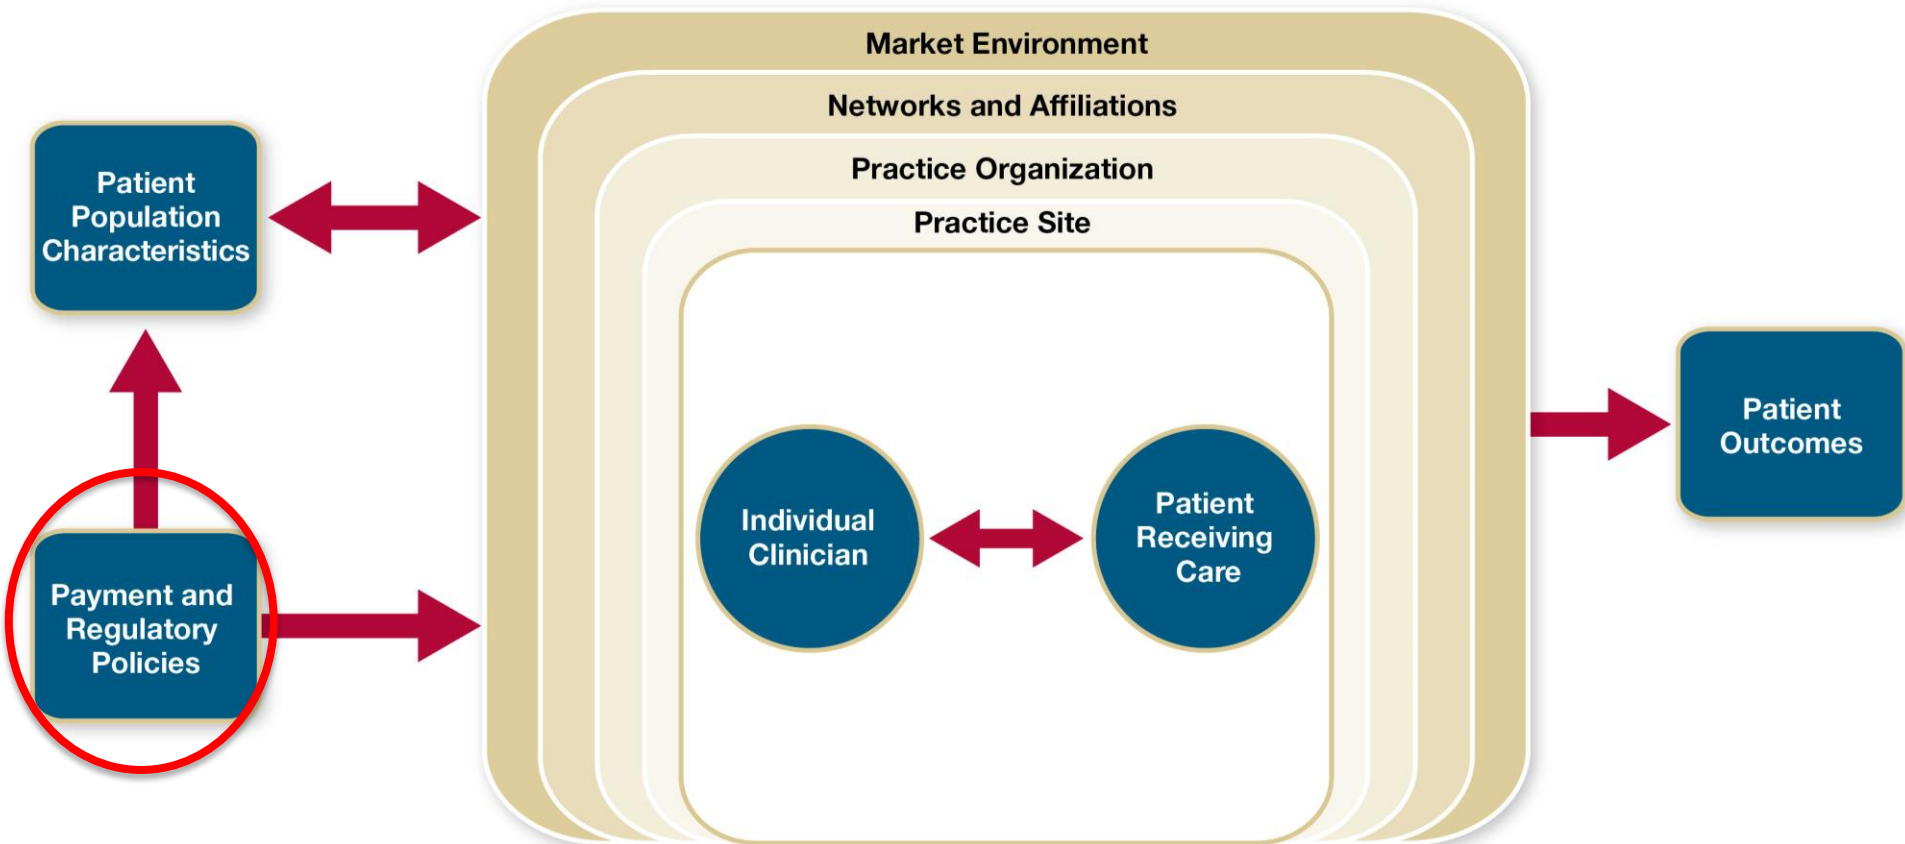 Market Environment
Networks and Affiliations
Practice Organization
Practice Site
Patient
Population
Characteristics
Payment and
Regulatory
Policies
Individual
Clinician
Patient
Receiving
Care
Patient
Outcomes